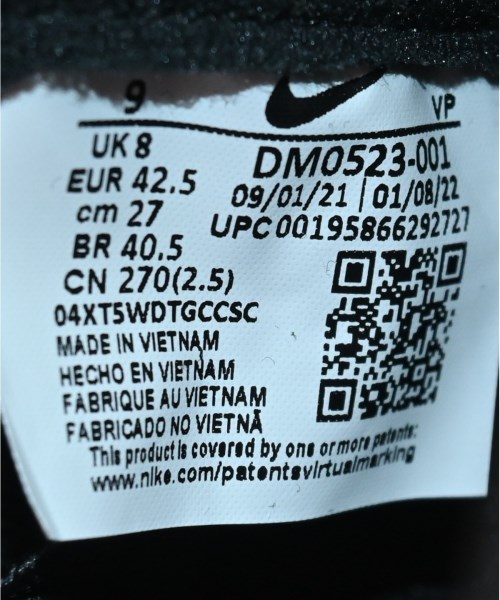 9 VP
UK 8
DM0523-001
EUR 42.5
09/01/21 | 01/08/22
cm 27
UPC 00195866292727
BR 40.5
CN 270(2.5)
04XT5WDTGCCSC
MADE IN VIETNAM
HECHO EN VIETNAM
FABRIQUE AU VIETNAM
FABRICADO NO VIETNÃ
This product is covered by one or more patents:
www.nike.com/patentsvirtualmarking